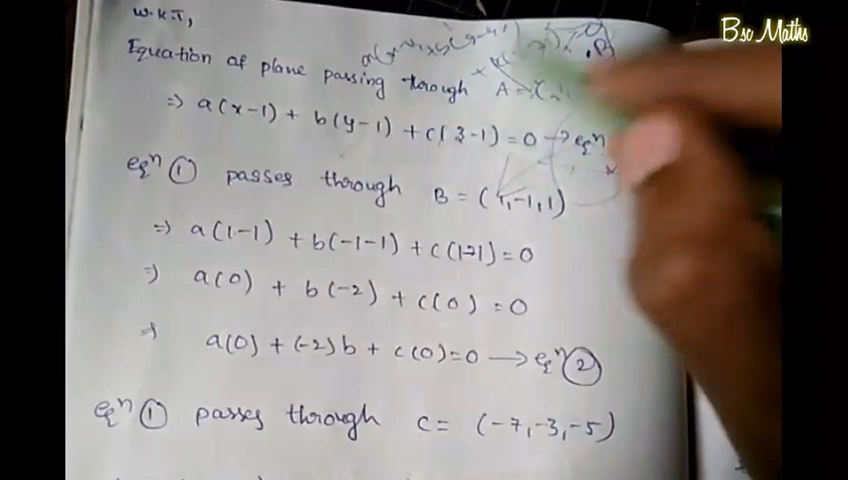 Bsc Maths
W.K.T,
Equation of plane passing through A =
=> a(x-1) + b(y-1) + c(z-1) = 0 → eqⁿ
eqⁿ ① passes through B = (1,-1,1)
=> a(1-1) + b(-1-1) + c(1-1) = 0
=> a(0) + b(-2) + c(0) = 0
=> a(0) + (-2)b + c(0) = 0 → eqⁿ ②
eqⁿ ① passes through C = (-7,-3,-5)